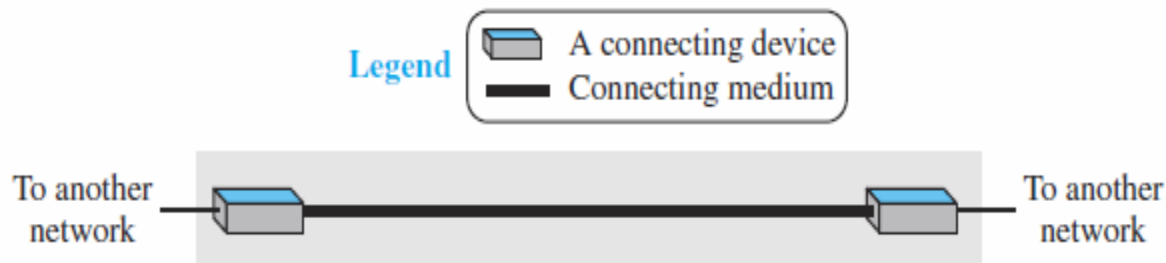 Legend
A connecting device
Connecting medium
To another
network
To another
network